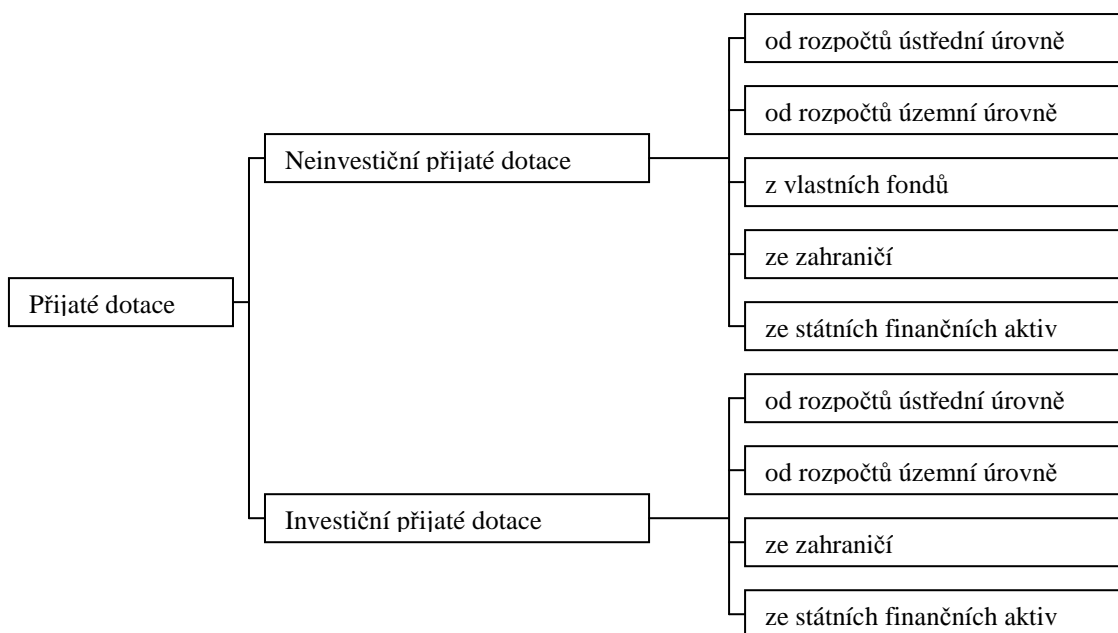 Přijaté dotace
Neinvestiční přijaté dotace
od rozpočtů ústřední úrovně
od rozpočtů územní úrovně
z vlastních fondů
ze zahraničí
ze státních finančních aktiv
Investiční přijaté dotace
od rozpočtů ústřední úrovně
od rozpočtů územní úrovně
ze zahraničí
ze státních finančních aktiv